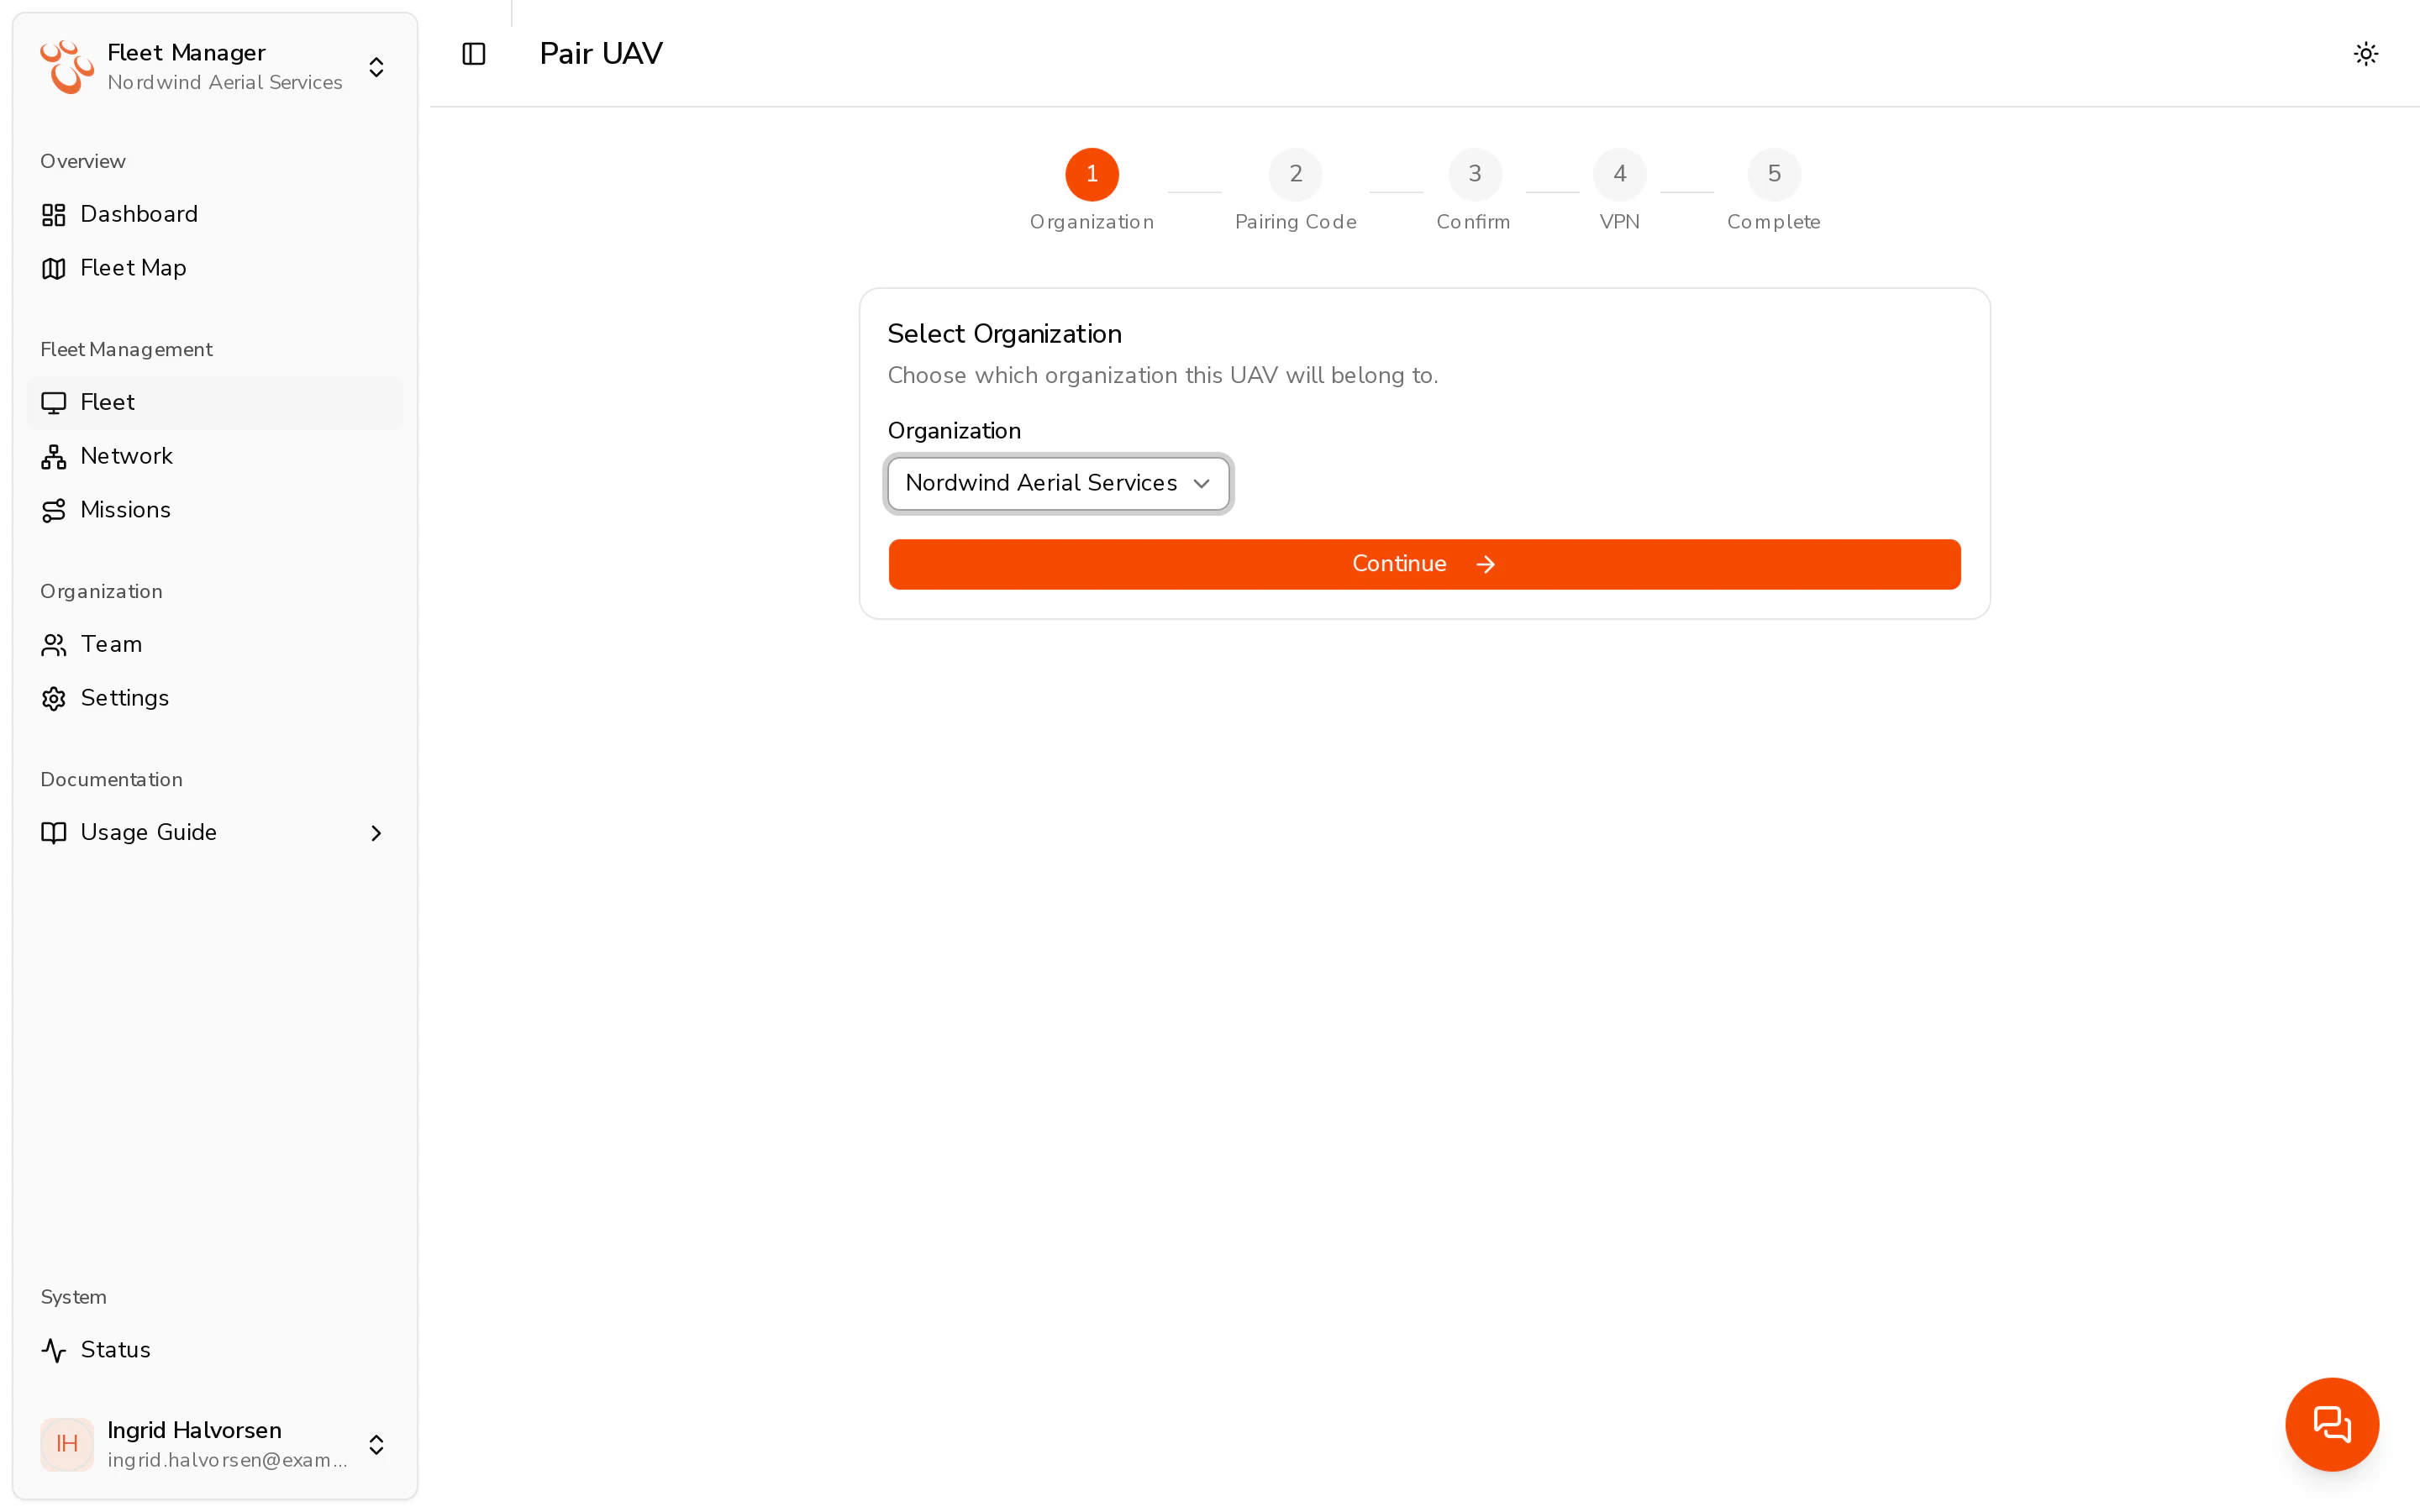 Fleet Manager
Nordwind Aerial Services
Overview
Dashboard
Fleet Map
Fleet Management
Fleet
Network
Missions
Organization
Team
Settings
Documentation
Usage Guide
System
Status
IH
Ingrid Halvorsen
ingrid.halvorsen@exam...
Pair UAV
1
Organization
2
Pairing Code
3
Confirm
4
VPN
5
Complete
Select Organization
Choose which organization this UAV will belong to.
Organization
Nordwind Aerial Services
Continue